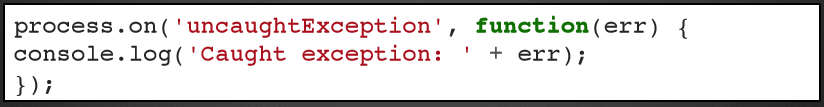 process.on('uncaughtException', function(err) {
console.log('Caught exception: ' + err);
});